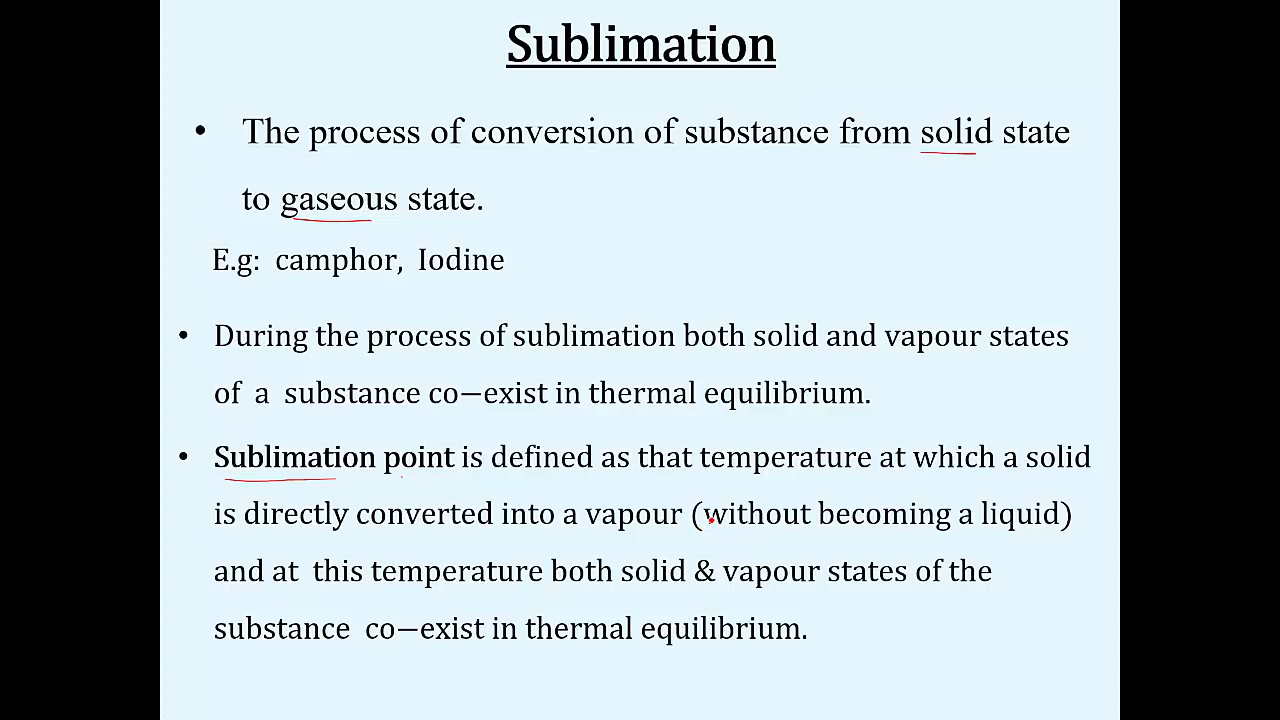 Sublimation
• The process of conversion of substance from solid state
to gaseous state.
E.g: camphor, Iodine
• During the process of sublimation both solid and vapour states
of a substance co−exist in thermal equilibrium.
• Sublimation point is defined as that temperature at which a solid
is directly converted into a vapour (without becoming a liquid)
and at this temperature both solid & vapour states of the
substance co−exist in thermal equilibrium.